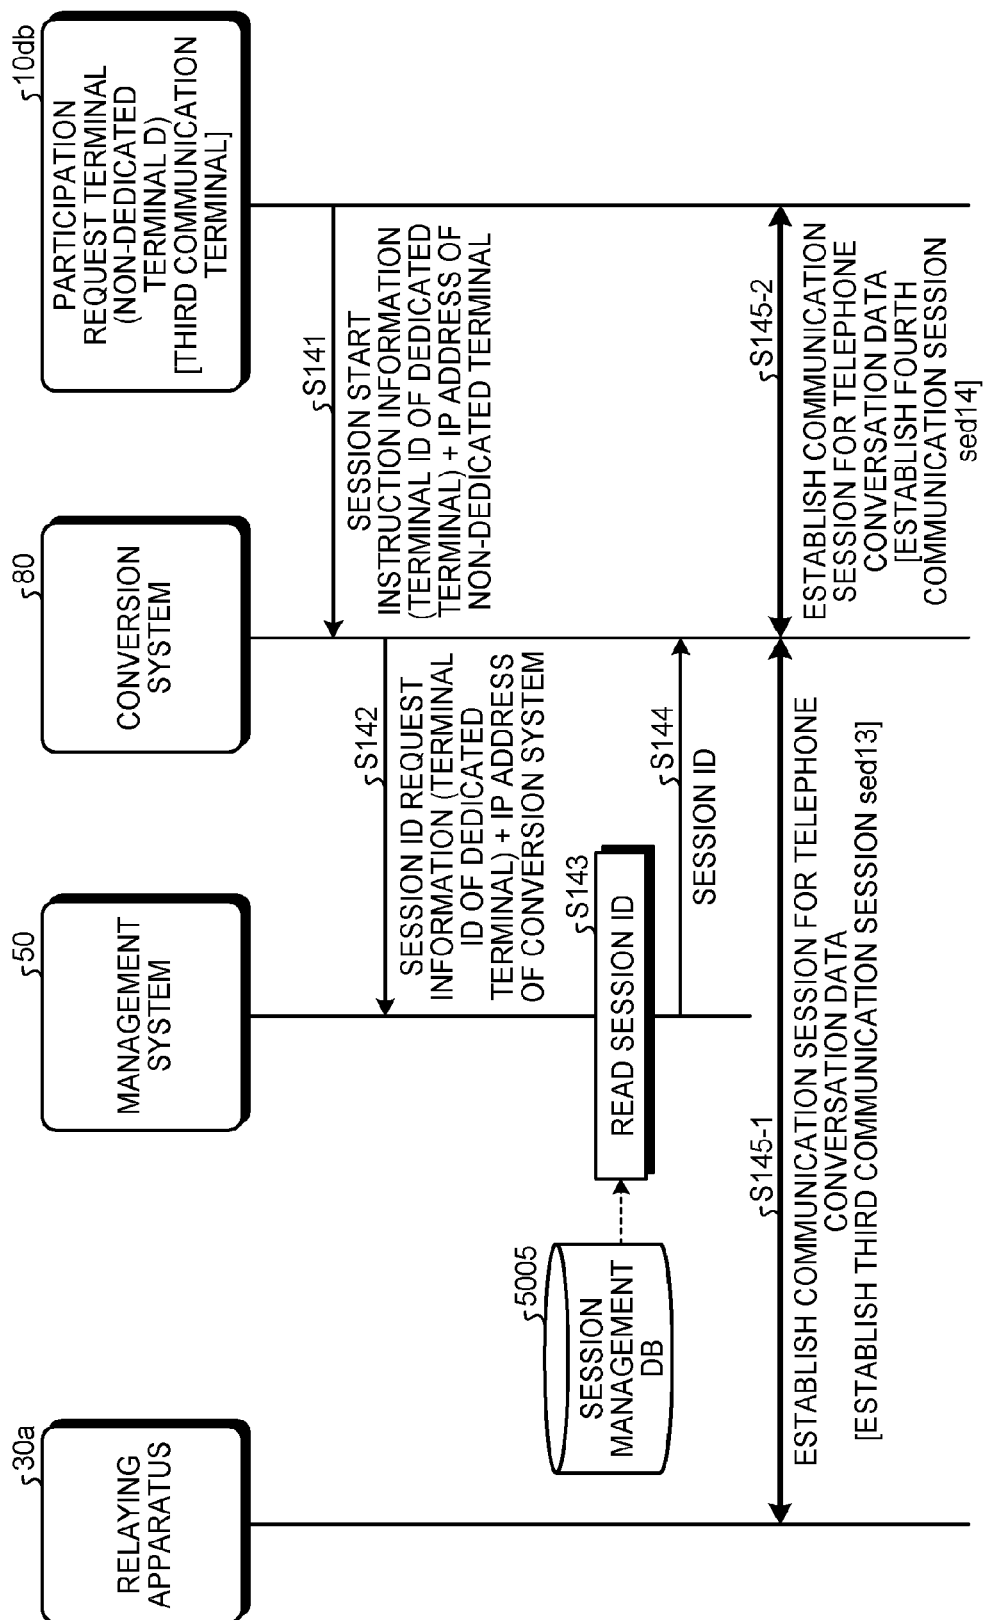 30a
RELAYING
APPARATUS
50
MANAGEMENT
SYSTEM
80
CONVERSION
SYSTEM
10db
PARTICIPATION
REQUEST TERMINAL
(NON-DEDICATED
TERMINAL D)
[THIRD COMMUNICATION
TERMINAL]
S141
SESSION START
INSTRUCTION INFORMATION
(TERMINAL ID OF DEDICATED
TERMINAL) + IP ADDRESS OF
NON-DEDICATED TERMINAL
S142
SESSION ID REQUEST
INFORMATION (TERMINAL
ID OF DEDICATED
TERMINAL) + IP ADDRESS
OF CONVERSION SYSTEM
5005
SESSION
MANAGEMENT
DB
S143
READ SESSION ID
S144
SESSION ID
S145-1
ESTABLISH COMMUNICATION SESSION FOR TELEPHONE
CONVERSATION DATA
[ESTABLISH THIRD COMMUNICATION SESSION sed13]
S145-2
ESTABLISH COMMUNICATION
SESSION FOR TELEPHONE
CONVERSATION DATA
[ESTABLISH FOURTH
COMMUNICATION SESSION
sed14]